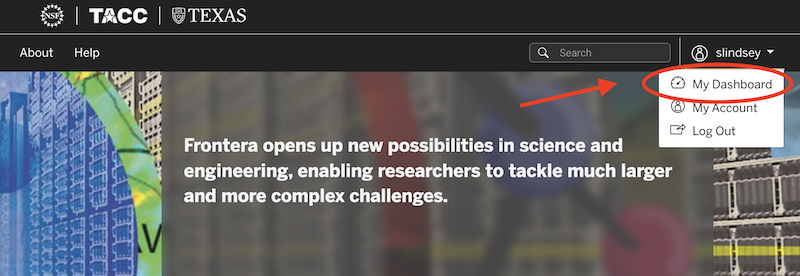 NSF TACC TEXAS
About Help Search slindsey
My Dashboard
My Account
Log Out
Frontera opens up new possibilities in science and
engineering, enabling researchers to tackle much larger
and more complex challenges.